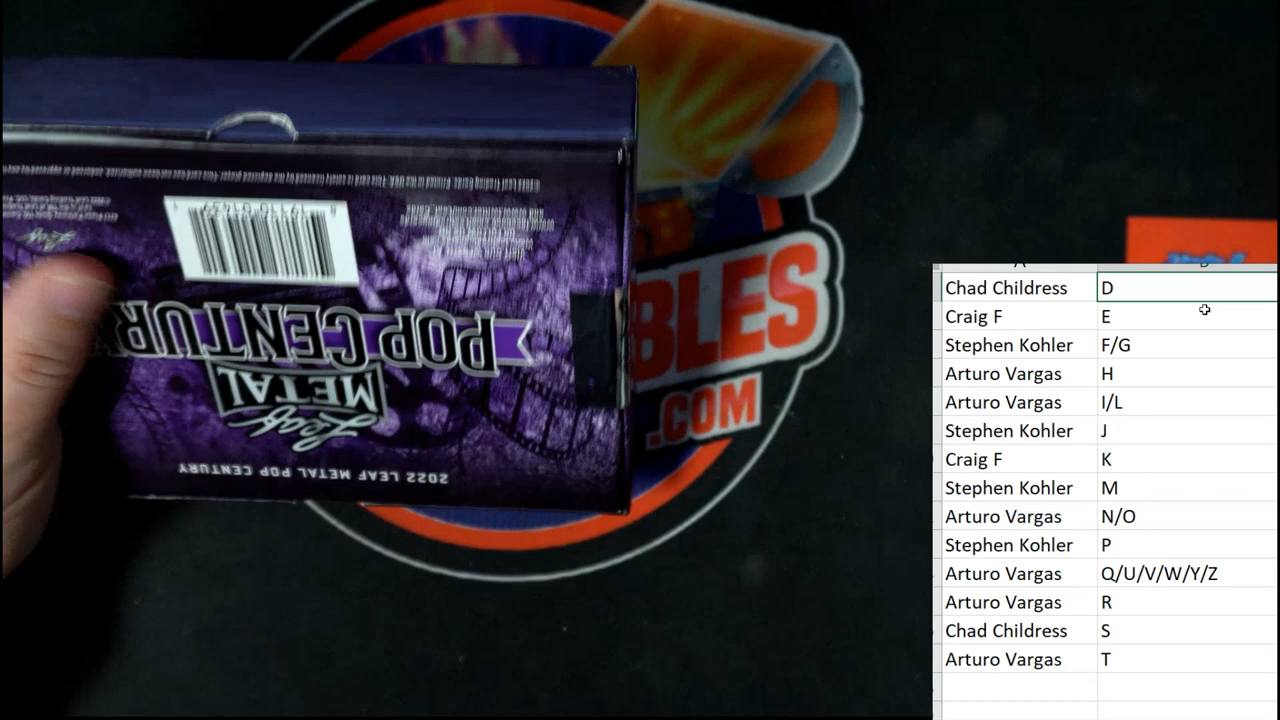 POP CENTURY
Leaf
METAL
2022 LEAF METAL POP CENTURY
BLES
.COM
Chad Childress D
Craig F E
Stephen Kohler F/G
Arturo Vargas H
Arturo Vargas I/L
Stephen Kohler J
Craig F K
Stephen Kohler M
Arturo Vargas N/O
Stephen Kohler P
Arturo Vargas Q/U/V/W/Y/Z
Arturo Vargas R
Chad Childress S
Arturo Vargas T